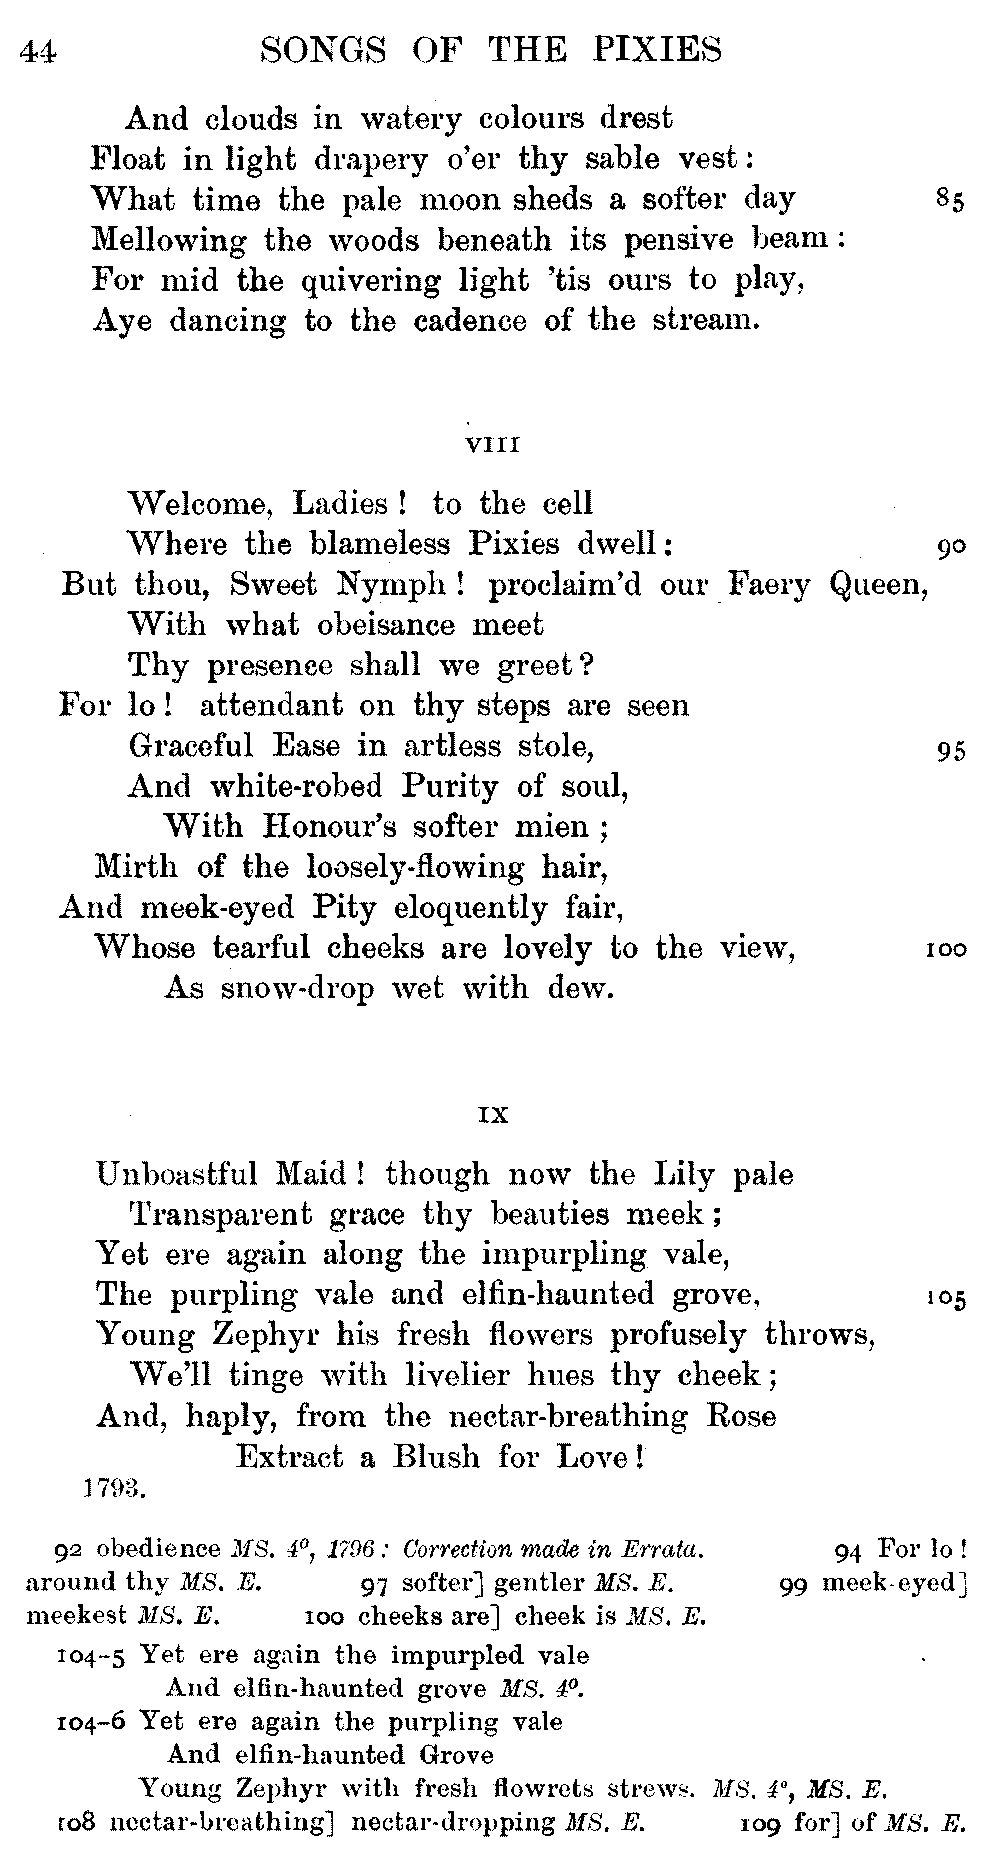 44 SONGS OF THE PIXIES
And clouds in watery colours drest
Float in light drapery o'er thy sable vest :
What time the pale moon sheds a softer day 85
Mellowing the woods beneath its pensive beam :
For mid the quivering light 'tis ours to play,
Aye dancing to the cadence of the stream.
VIII
Welcome, Ladies ! to the cell
Where the blameless Pixies dwell : 90
But thou, Sweet Nymph ! proclaim'd our Faery Queen,
With what obeisance meet
Thy presence shall we greet ?
For lo ! attendant on thy steps are seen
Graceful Ease in artless stole, 95
And white-robed Purity of soul,
With Honour's softer mien ;
Mirth of the loosely-flowing hair,
And meek-eyed Pity eloquently fair,
Whose tearful cheeks are lovely to the view, 100
As snow-drop wet with dew.
IX
Unboastful Maid ! though now the Lily pale
Transparent grace thy beauties meek ;
Yet ere again along the impurpling vale,
The purpling vale and elfin-haunted grove, 105
Young Zephyr his fresh flowers profusely throws,
We'll tinge with livelier hues thy cheek ;
And, haply, from the nectar-breathing Rose
Extract a Blush for Love !
1793.
92 obedience MS. 4º, 1796 : Correction made in Errata. 94 For lo !
around thy MS. E. 97 softer] gentler MS. E. 99 meek-eyed]
meekest MS. E. 100 cheeks are] cheek is MS. E.
104-5 Yet ere again the impurpled vale
And elfin-haunted grove MS. 4º.
104-6 Yet ere again the purpling vale
And elfin-haunted Grove
Young Zephyr with fresh flowrets strews. MS. 4º, MS. E.
108 nectar-breathing] nectar-dropping MS. E. 109 for] of MS. E.